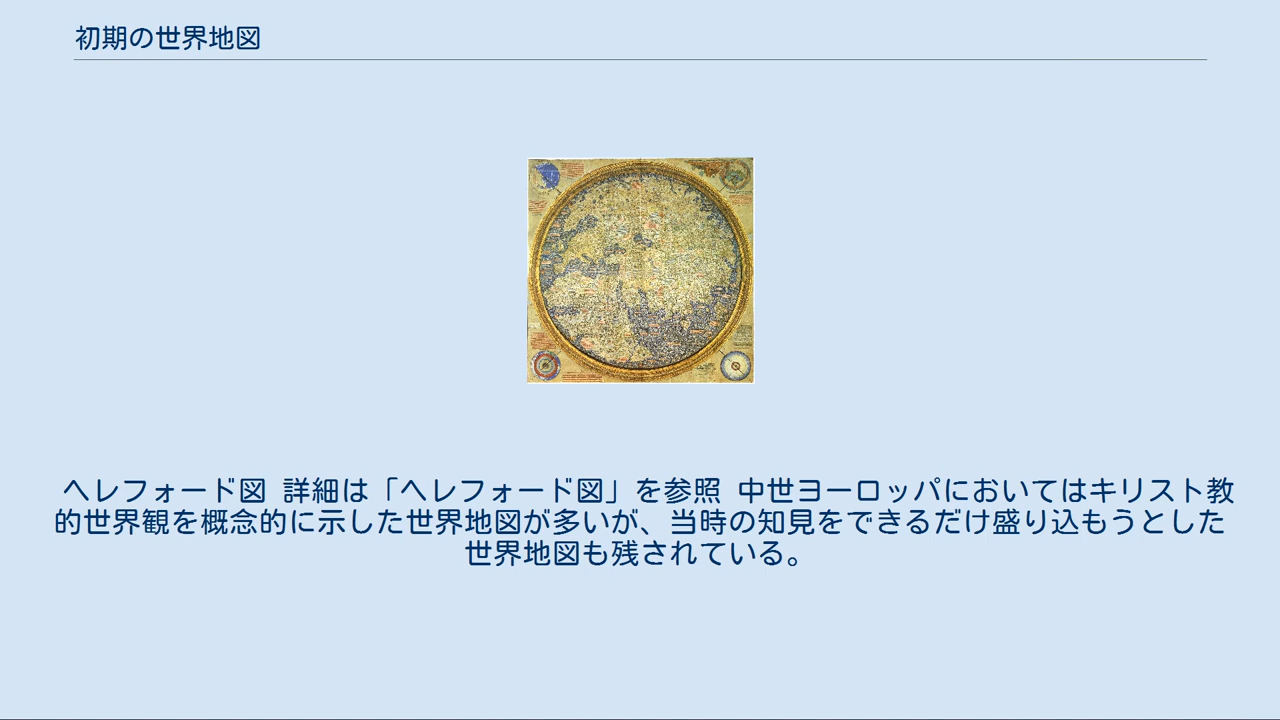 初期の世界地図
ヘレフォード図 詳細は「ヘレフォード図」を参照 中世ヨーロッパにおいてはキリスト教
的世界観を概念的に示した世界地図が多いが、当時の知見をできるだけ盛り込もうとした
世界地図も残されている。